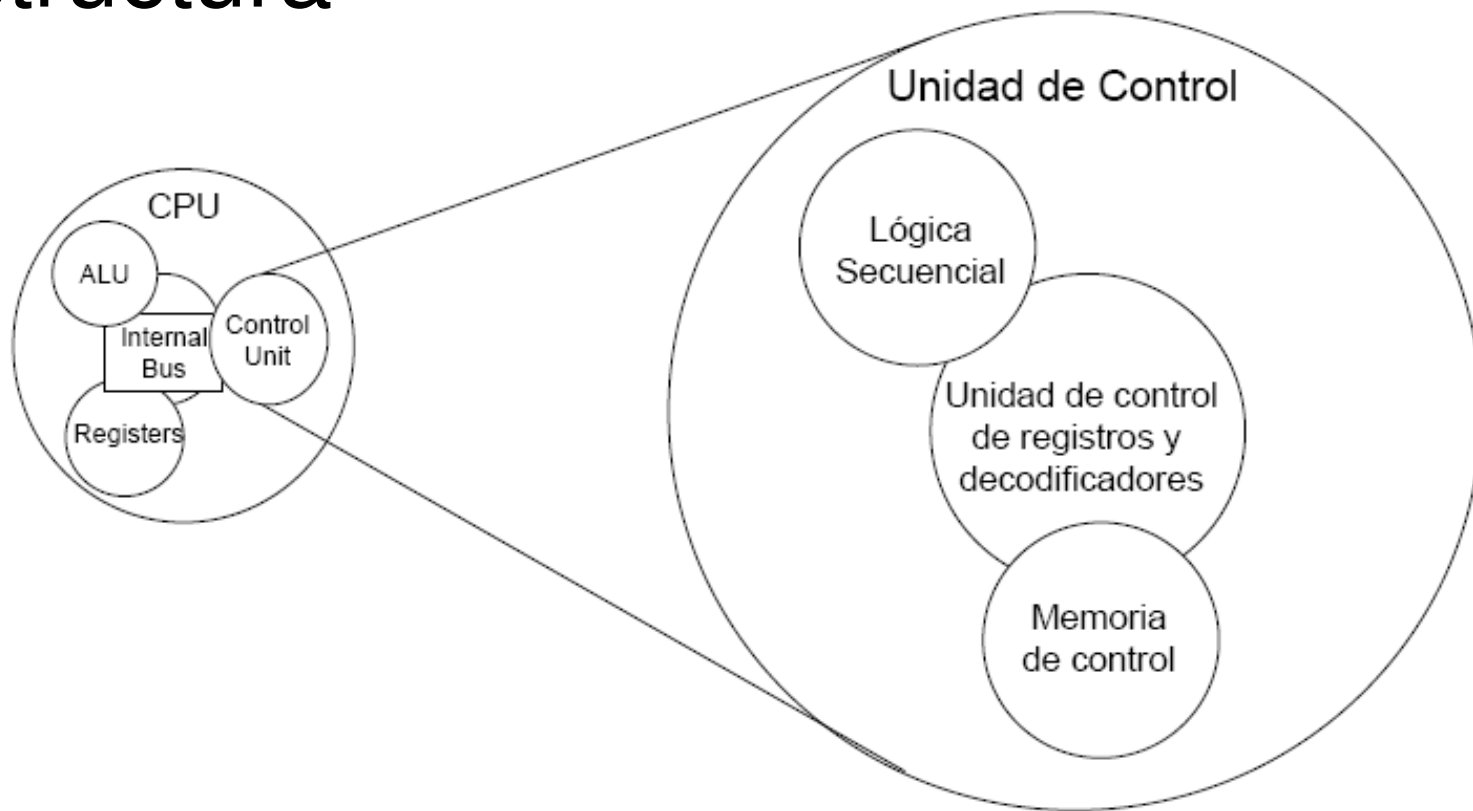 tructura
Unidad de Control
CPU
ALU
Internal
Bus
Control
Unit
Registers
Lógica
Secuencial
Unidad de control
de registros y
decodificadores
Memoria
de control